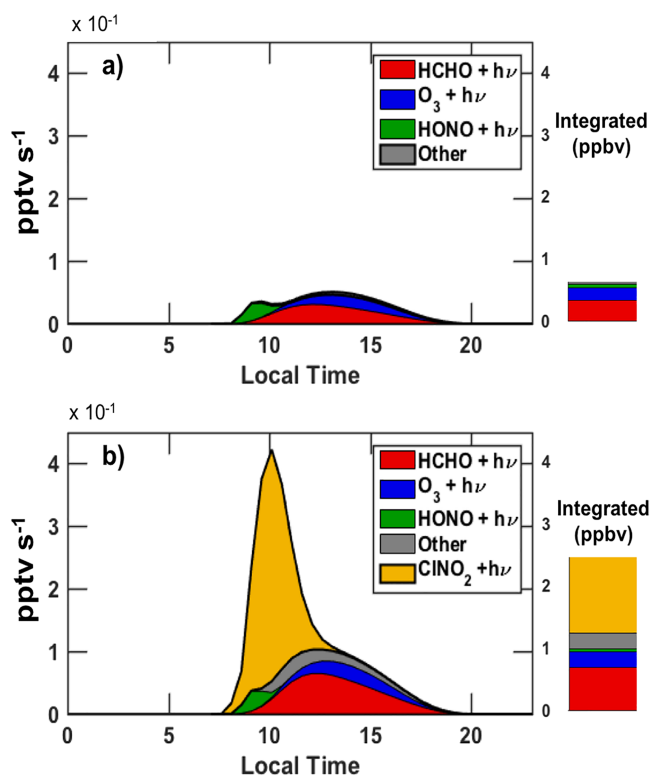 x 10⁻¹
a)
4
3
2
1
0
pptv s⁻¹
0 5 10 15 20
Local Time
HCHO + hν
O₃ + hν
HONO + hν
Other
4
3
2
1
0
Integrated
(ppbv)
x 10⁻¹
b)
4
3
2
1
0
pptv s⁻¹
0 5 10 15 20
Local Time
HCHO + hν
O₃ + hν
HONO + hν
Other
ClNO₂ +hν
4
3
2
1
0
Integrated
(ppbv)